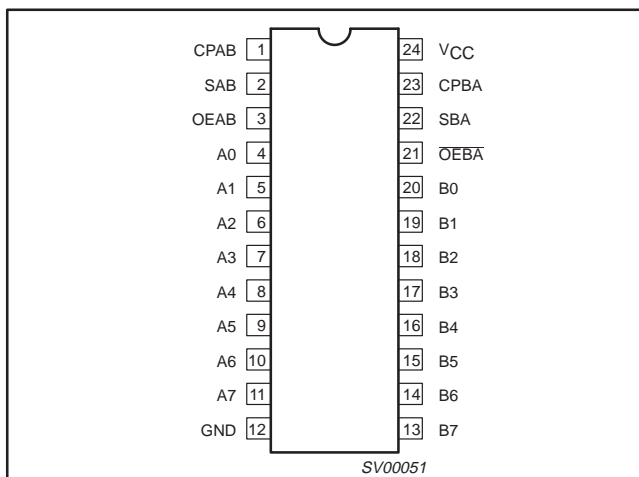 CPAB 1 24 VCC
SAB 2 23 CPBA
OEAB 3 22 SBA
A0 4 21 OEBA
A1 5 20 B0
A2 6 19 B1
A3 7 18 B2
A4 8 17 B3
A5 9 16 B4
A6 10 15 B5
A7 11 14 B6
GND 12 13 B7
SV00051